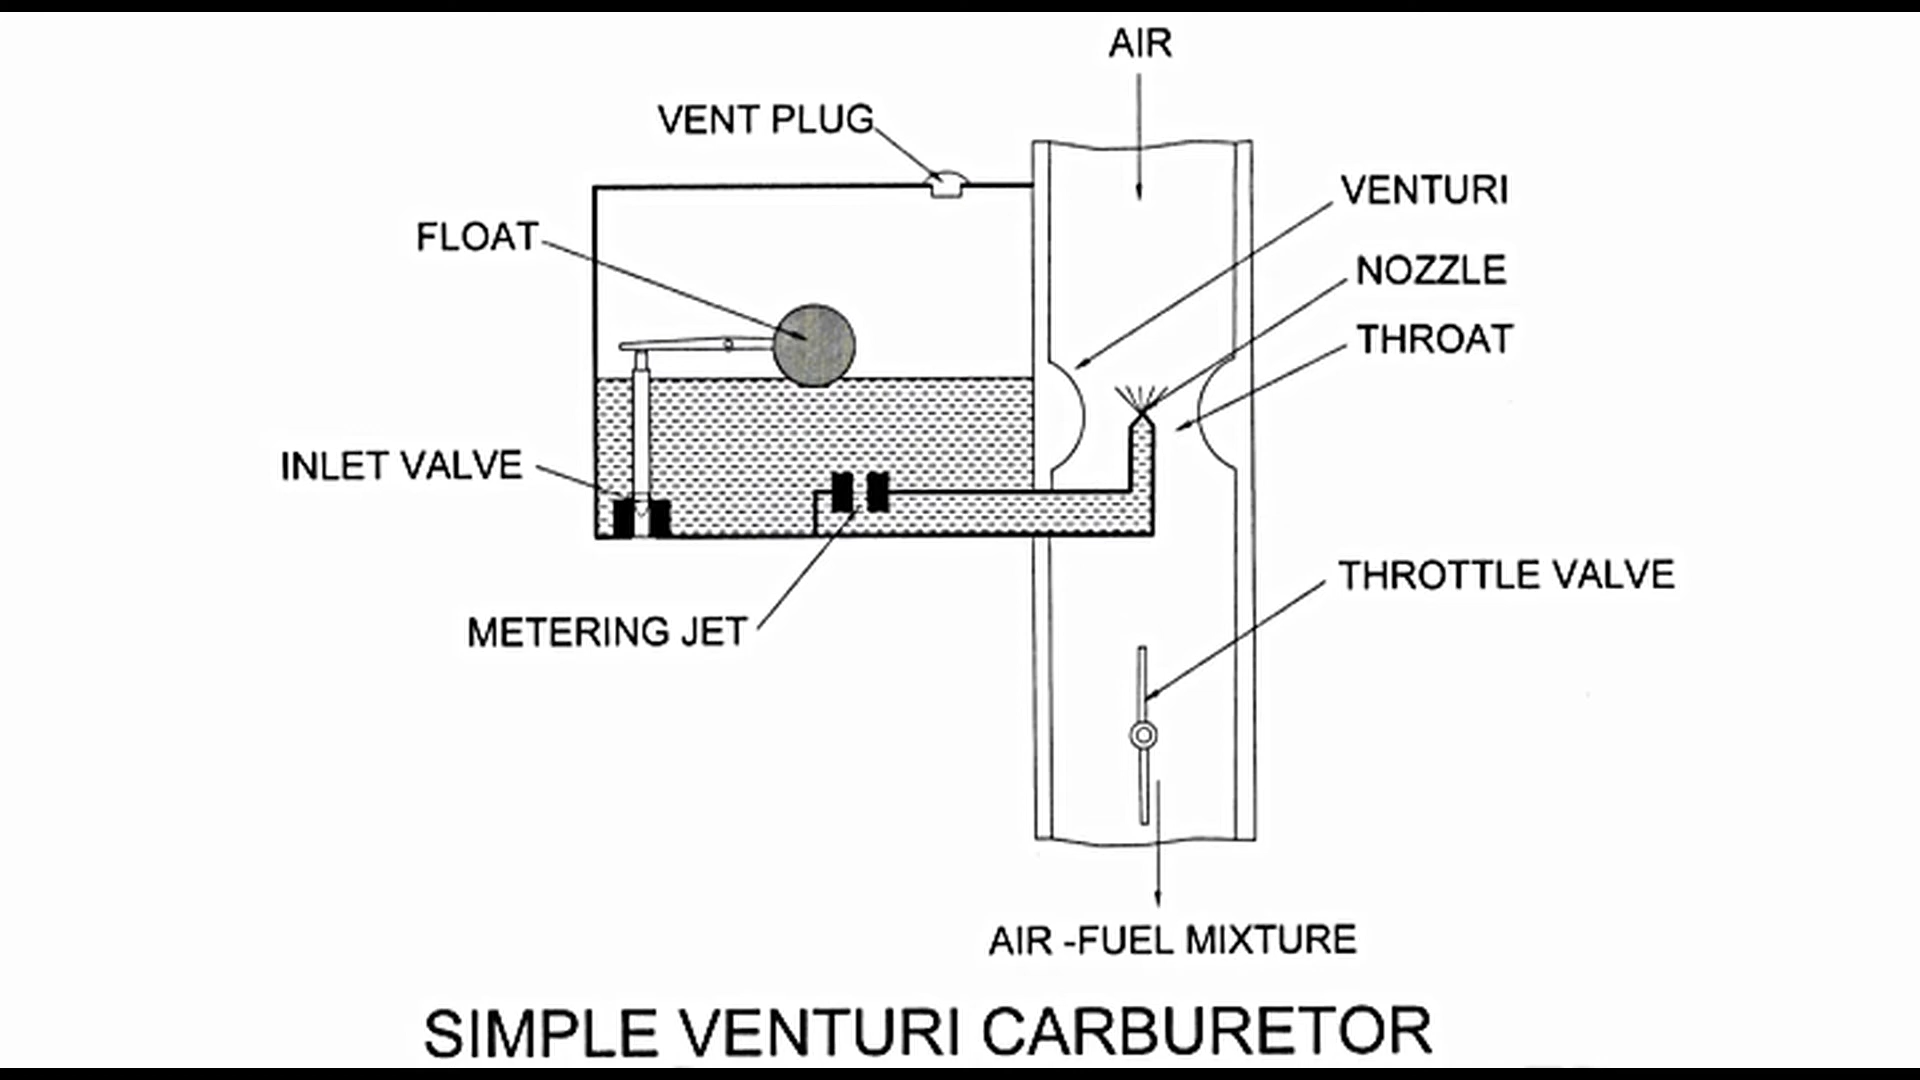 AIR
VENT PLUG
VENTURI
FLOAT
NOZZLE
THROAT
INLET VALVE
THROTTLE VALVE
METERING JET
AIR -FUEL MIXTURE
SIMPLE VENTURI CARBURETOR